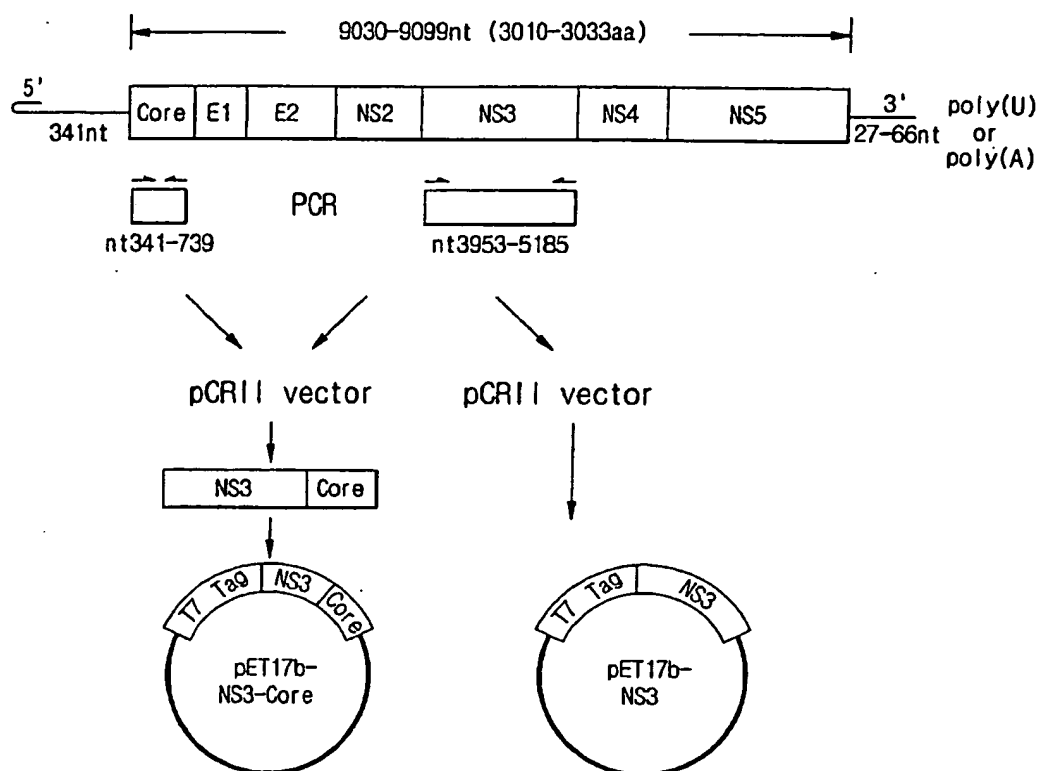 9030-9099nt (3010-3033aa)
5'
341nt
Core E1 E2 NS2 NS3 NS4 NS5
3'
27-66nt
poly(U)
or
poly(A)
PCR
nt341-739
nt3953-5185
pCRII vector
pCRII vector
NS3 Core
T7 Tag NS3 Core
pET17b-
NS3-Core
T7 Tag NS3
pET17b-
NS3